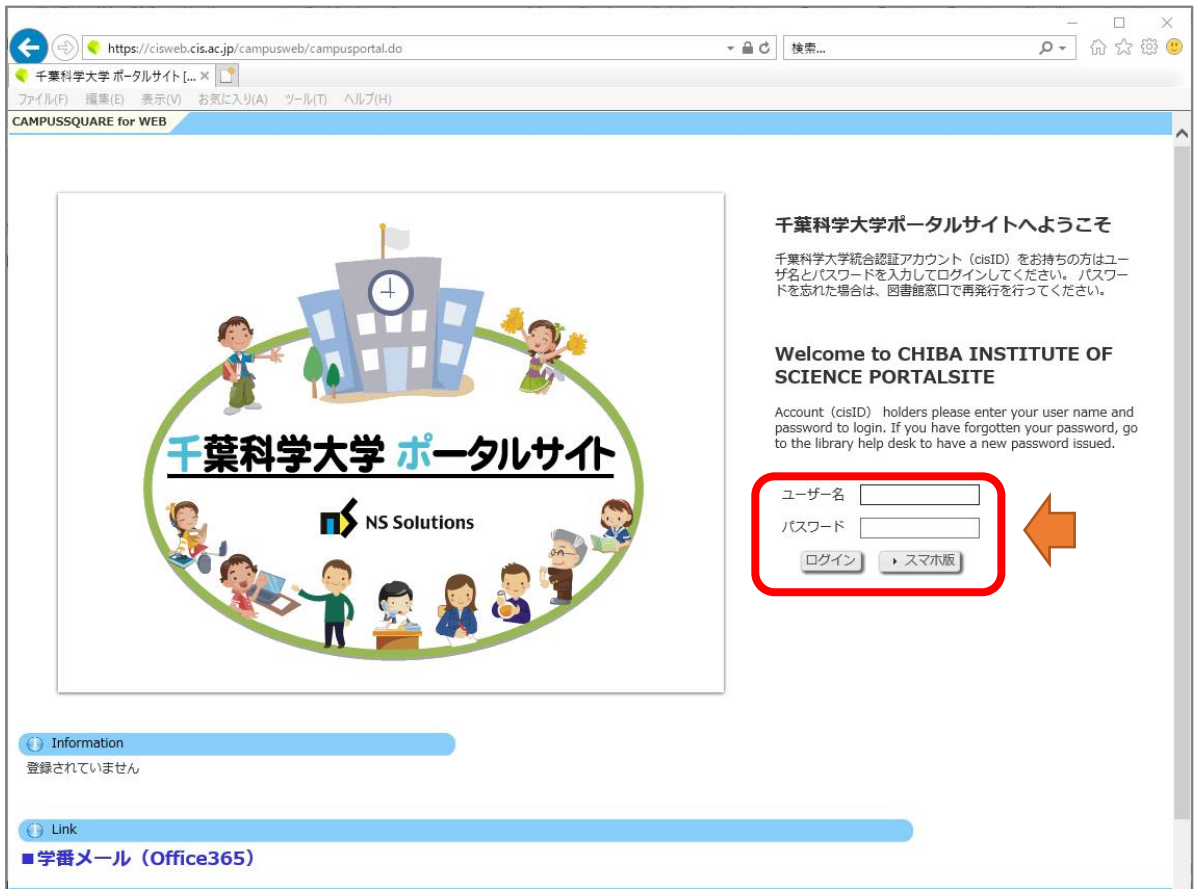 https://cisweb.cis.ac.jp/campusweb/campusportal.do
検索...
千葉科学大学 ポータルサイト [...
ファイル(F) 編集(E) 表示(V) お気に入り(A) ツール(T) ヘルプ(H)
CAMPUSSQUARE for WEB
千葉科学大学 ポータルサイト
NS Solutions
千葉科学大学ポータルサイトへようこそ
千葉科学大学統合認証アカウント（cisID）をお持ちの方はユー
ザ名とパスワードを入力してログインしてください。 パスワー
ドを忘れた場合は、図書館窓口で再発行を行ってください。
Welcome to CHIBA INSTITUTE OF
SCIENCE PORTALSITE
Account（cisID） holders please enter your user name and
password to login. If you have forgotten your password, go
to the library help desk to have a new password issued.
ユーザー名
パスワード
ログイン スマホ版
Information
登録されていません
Link
■学番メール（Office365）